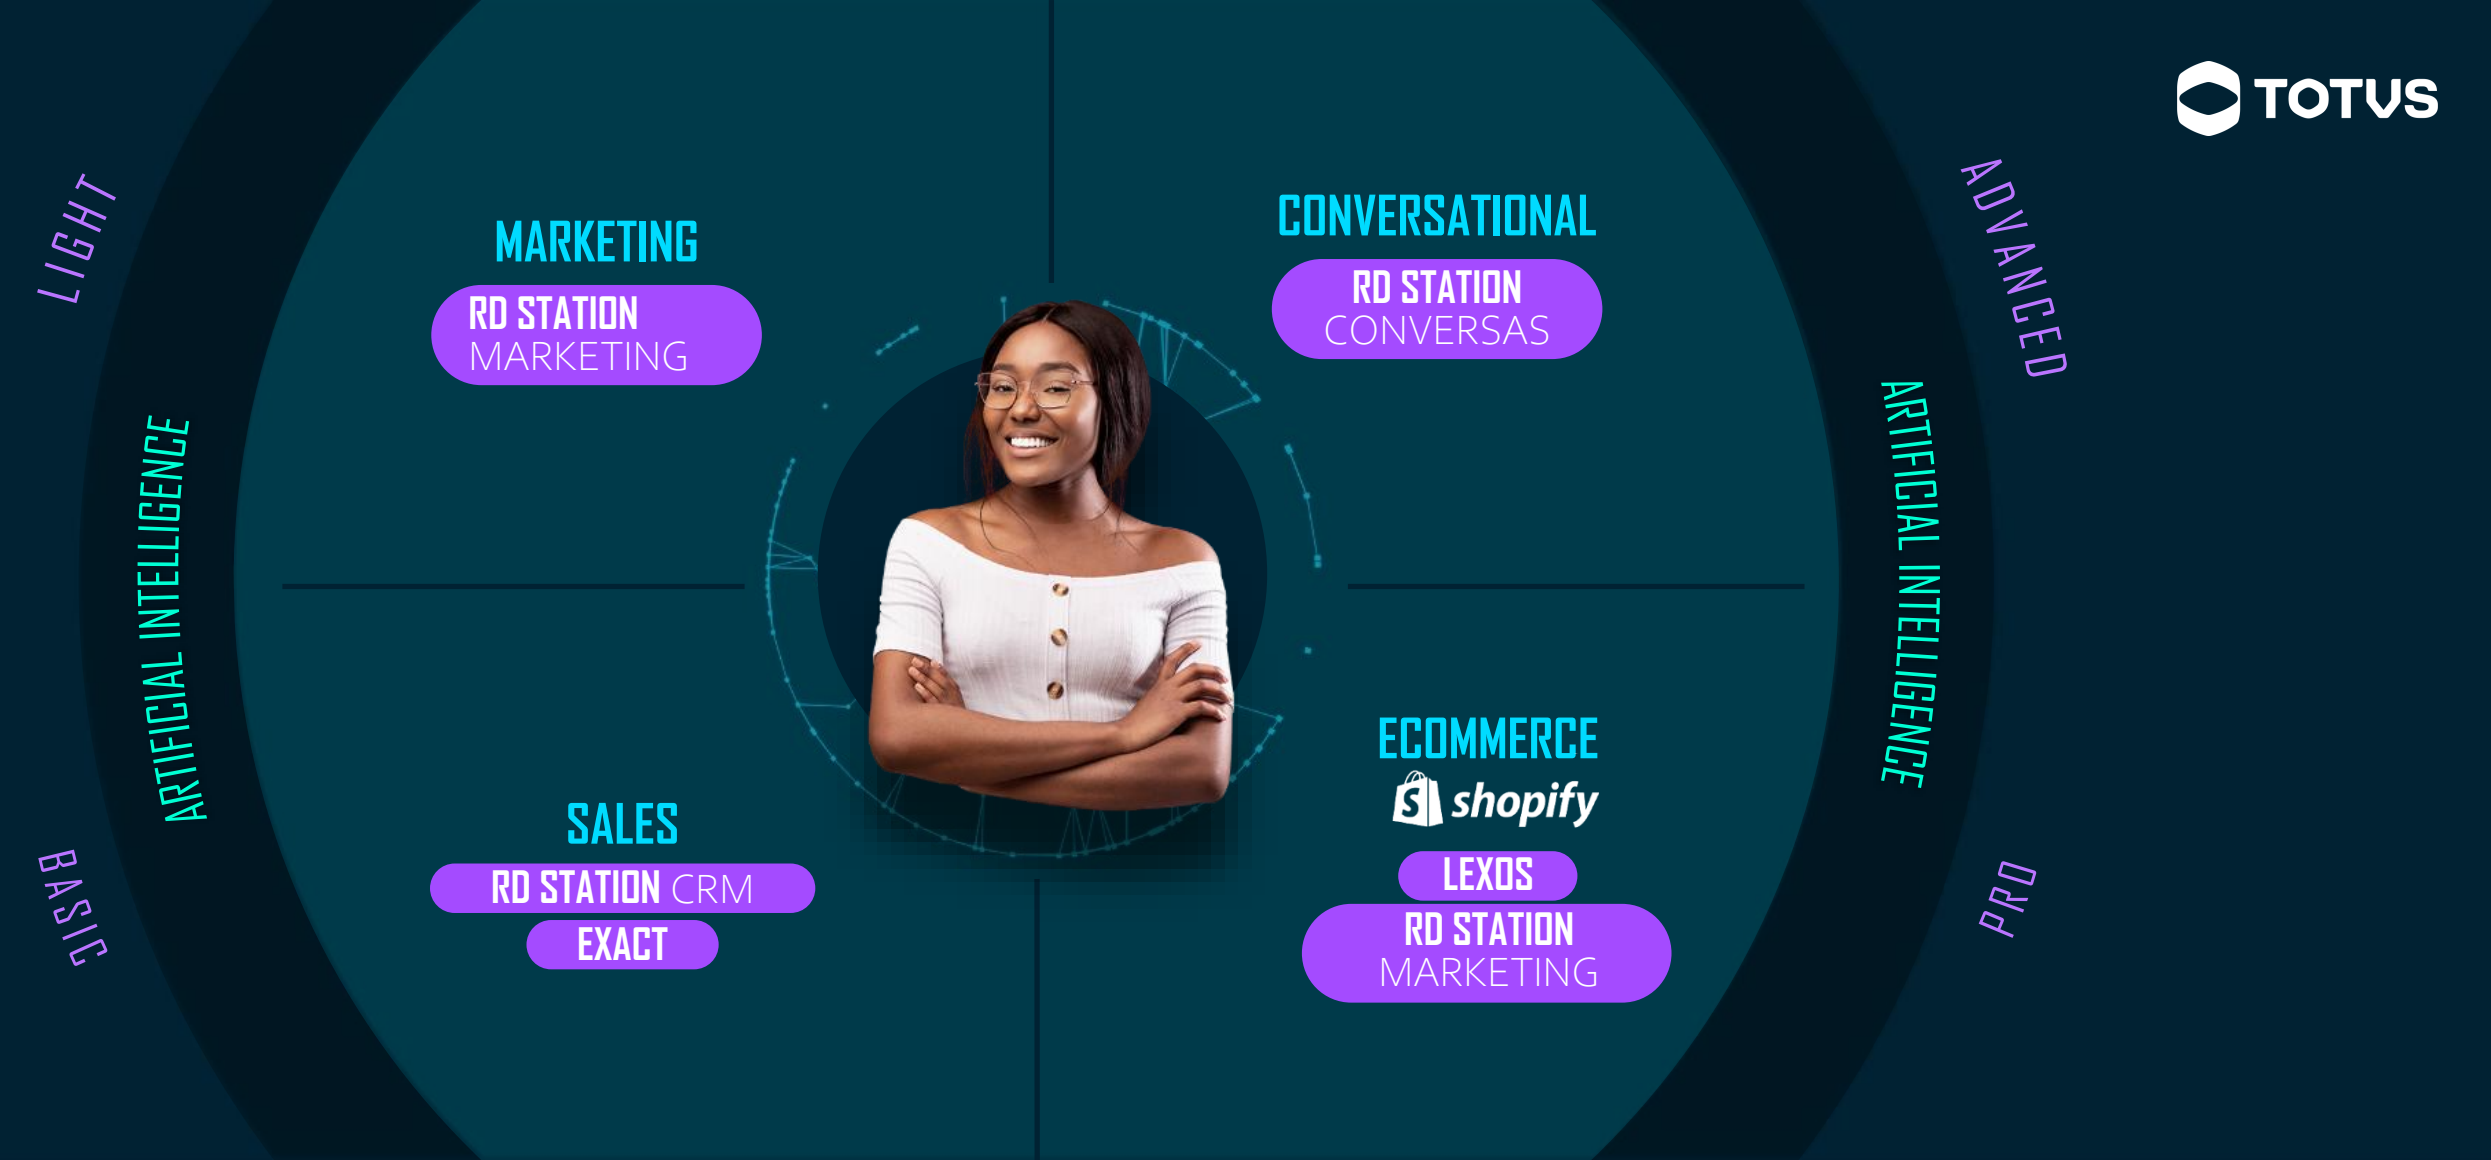 TOTVS
LIGHT
ADVANCED
MARKETING
RD STATION
MARKETING
CONVERSATIONAL
RD STATION
CONVERSAS
ARTIFICIAL INTELLIGENCE
ARTIFICIAL INTELLIGENCE
SALES
RD STATION CRM
EXACT
ECOMMERCE
shopify
LEXOS
RD STATION
MARKETING
BASIC
PRO